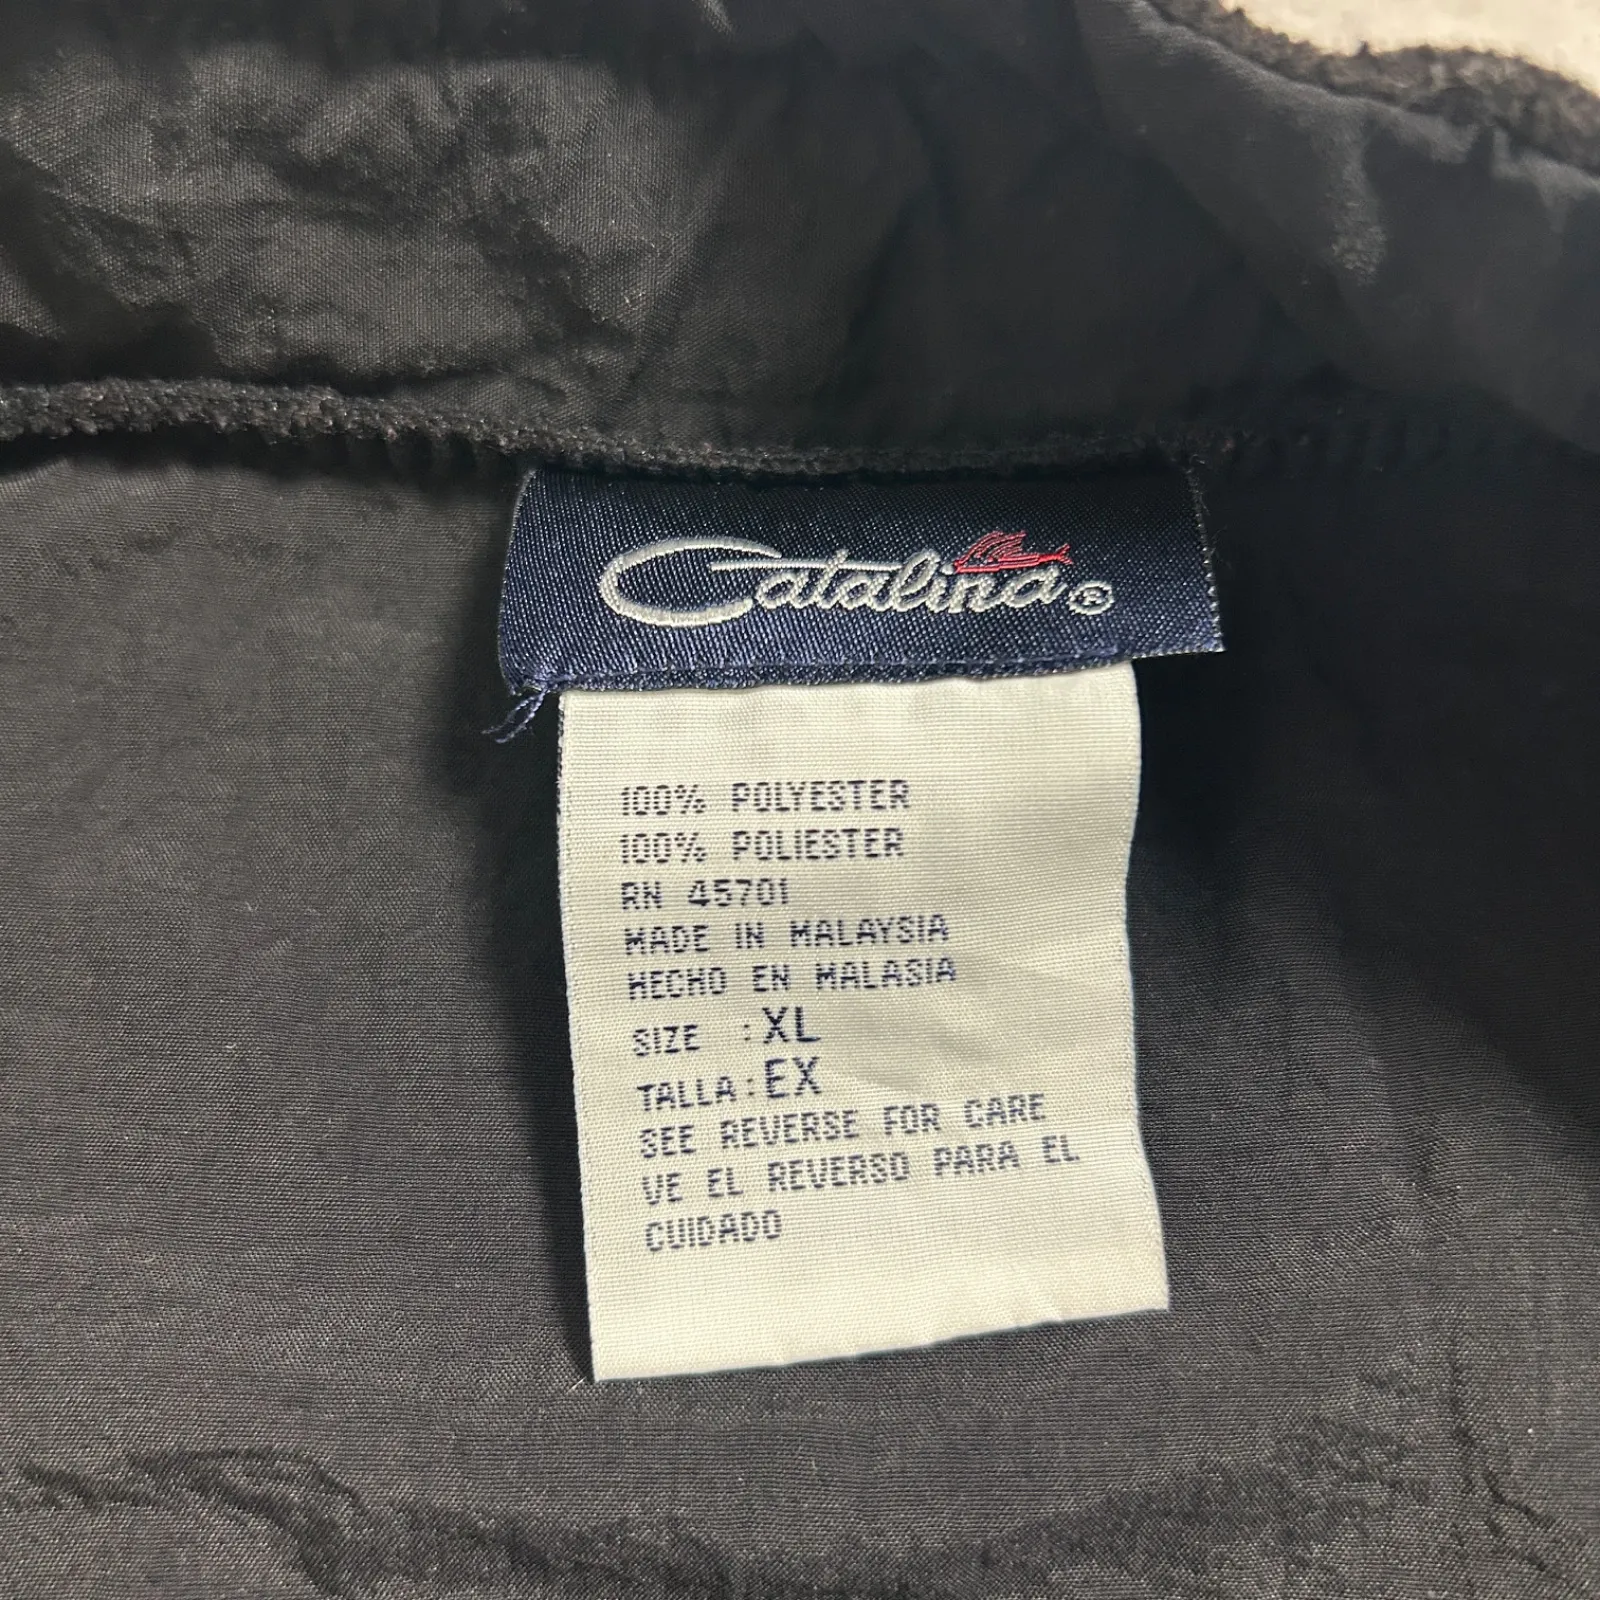 Catalina®
100% POLYESTER
100% POLIESTER
RN 45701
MADE IN MALAYSIA
HECHO EN MALASIA
SIZE : XL
TALLA : EX
SEE REVERSE FOR CARE
VE EL REVERSO PARA EL
CUIDADO